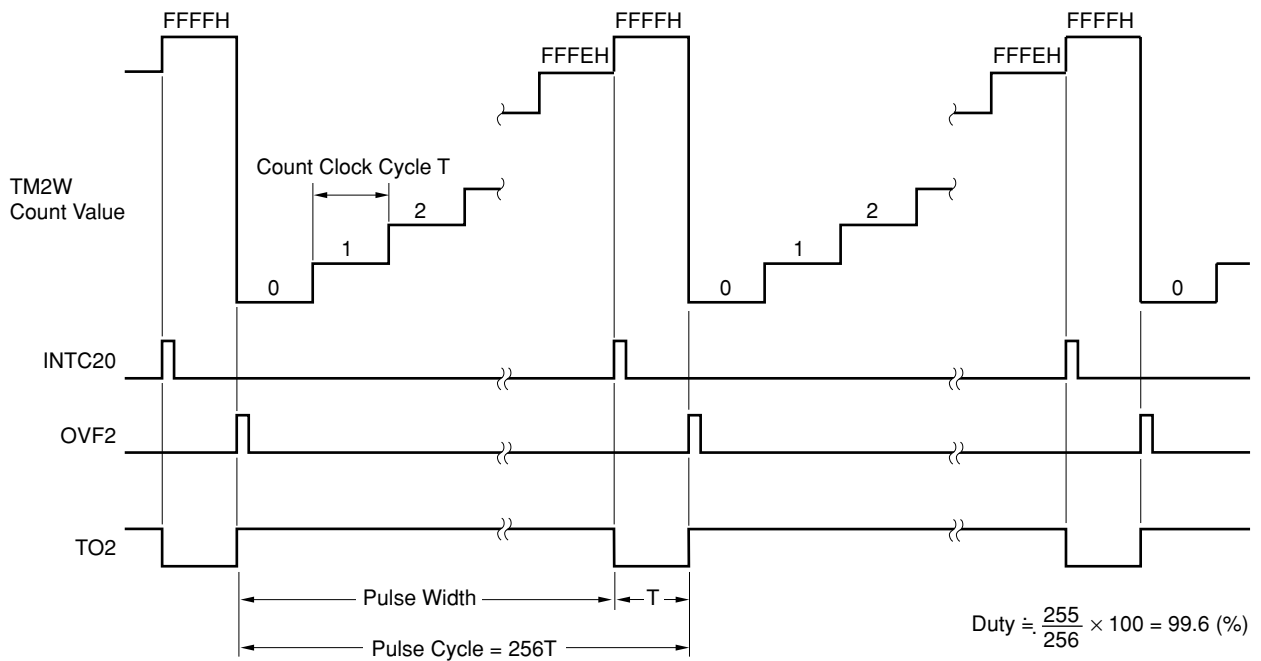 FFFFH FFFFH FFFFH
FFFEH FFFEH
Count Clock Cycle T
TM2W
Count Value
2 2
1 1
0 0 0
INTC20
OVF2
TO2
Pulse Width T
Duty ≒ 255/256 × 100 = 99.6 (%)
Pulse Cycle = 256T